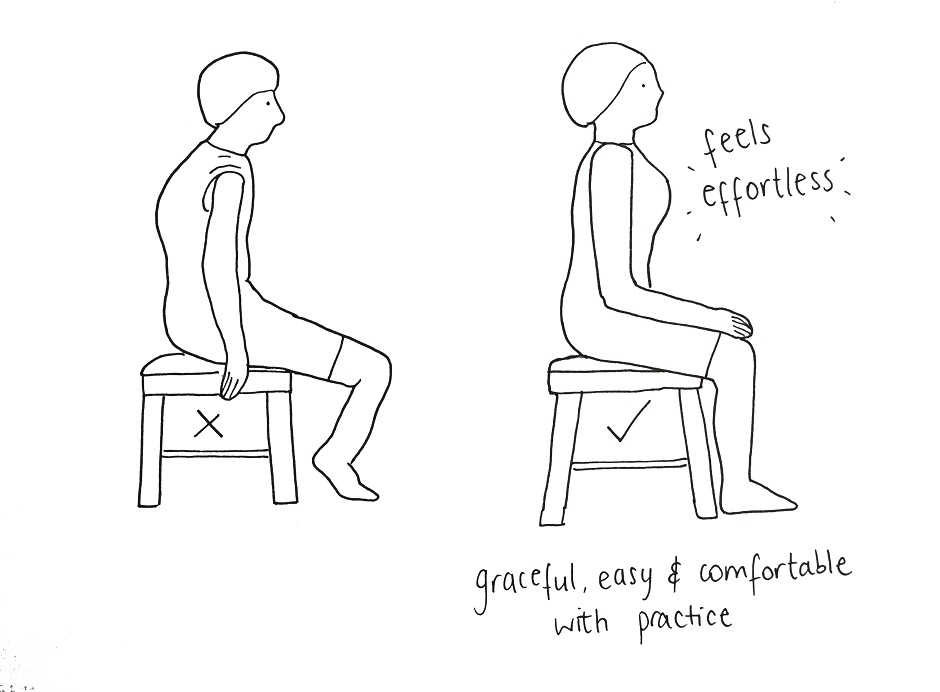 feels
effortless
graceful, easy & comfortable
with practice